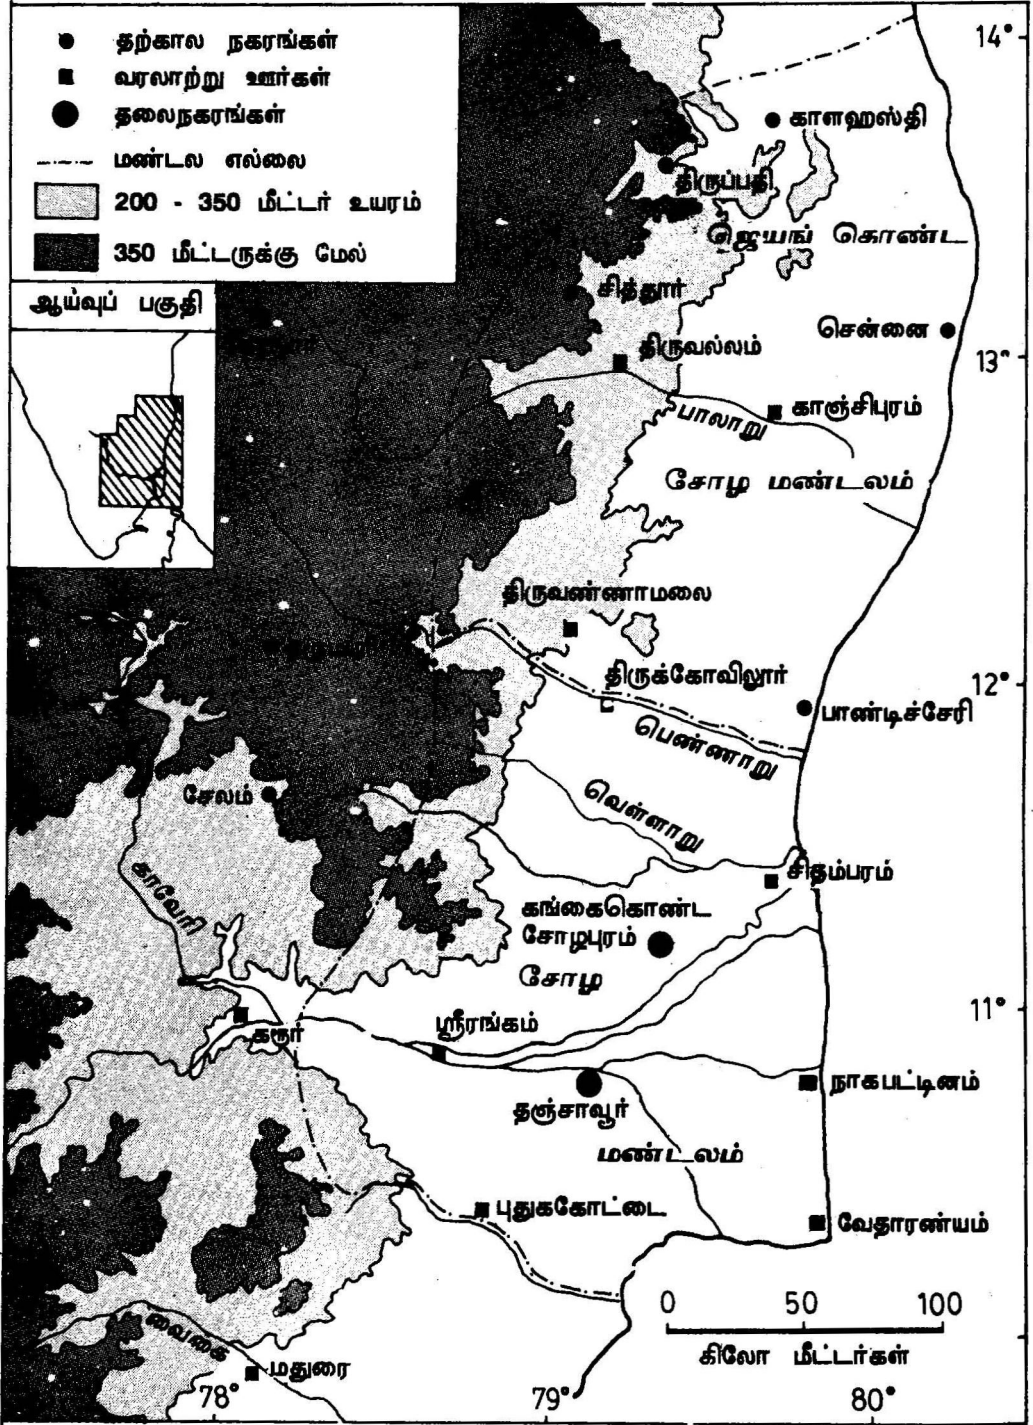 தற்கால நகரங்கள்
வரலாற்று ஊர்கள்
தலைநகரங்கள்
மண்டல எல்லை
200 - 350 மீட்டர் உயரம்
350 மீட்டருக்கு மேல்
ஆய்வுப் பகுதி
14°
காளஹஸ்தி
திருப்பதி
ஜெயங் கொண்ட
சித்தூர்
சென்னை
திருவல்லம்
13°
காஞ்சிபுரம்
பாலாறு
சோழ மண்டலம்
திருவண்ணாமலை
திருக்கோவிலூர்
12°
பாண்டிச்சேரி
பெண்ணாறு
சேலம்
வெள்ளாறு
சிதம்பரம்
காவேரி
கங்கைகொண்ட
சோழபுரம்
சோழ
11°
ஸ்ரீரங்கம்
கரூர்
நாகபட்டினம்
தஞ்சாவூர்
மண்டலம்
புதுககோட்டை
வேதாரண்யம்
0 50 100
கிலோ மீட்டர்கள்
வைகை
மதுரை
78° 79° 80°